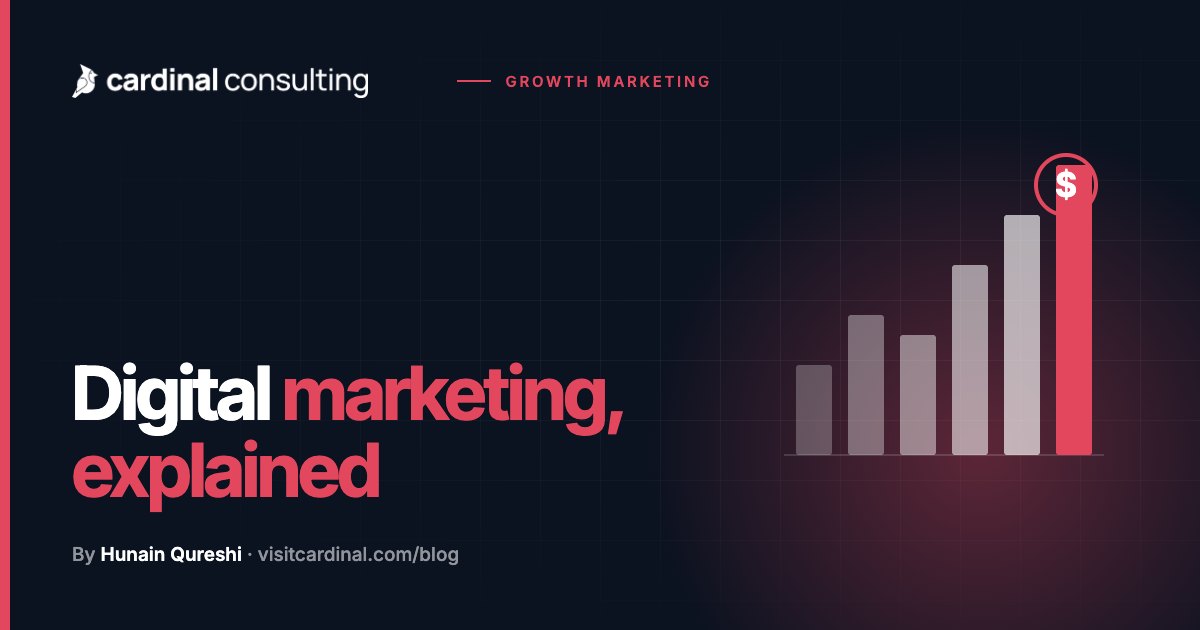 cardinal consulting
GROWTH MARKETING
$
Digital marketing,
explained
By Hunain Qureshi · visitcardinal.com/blog